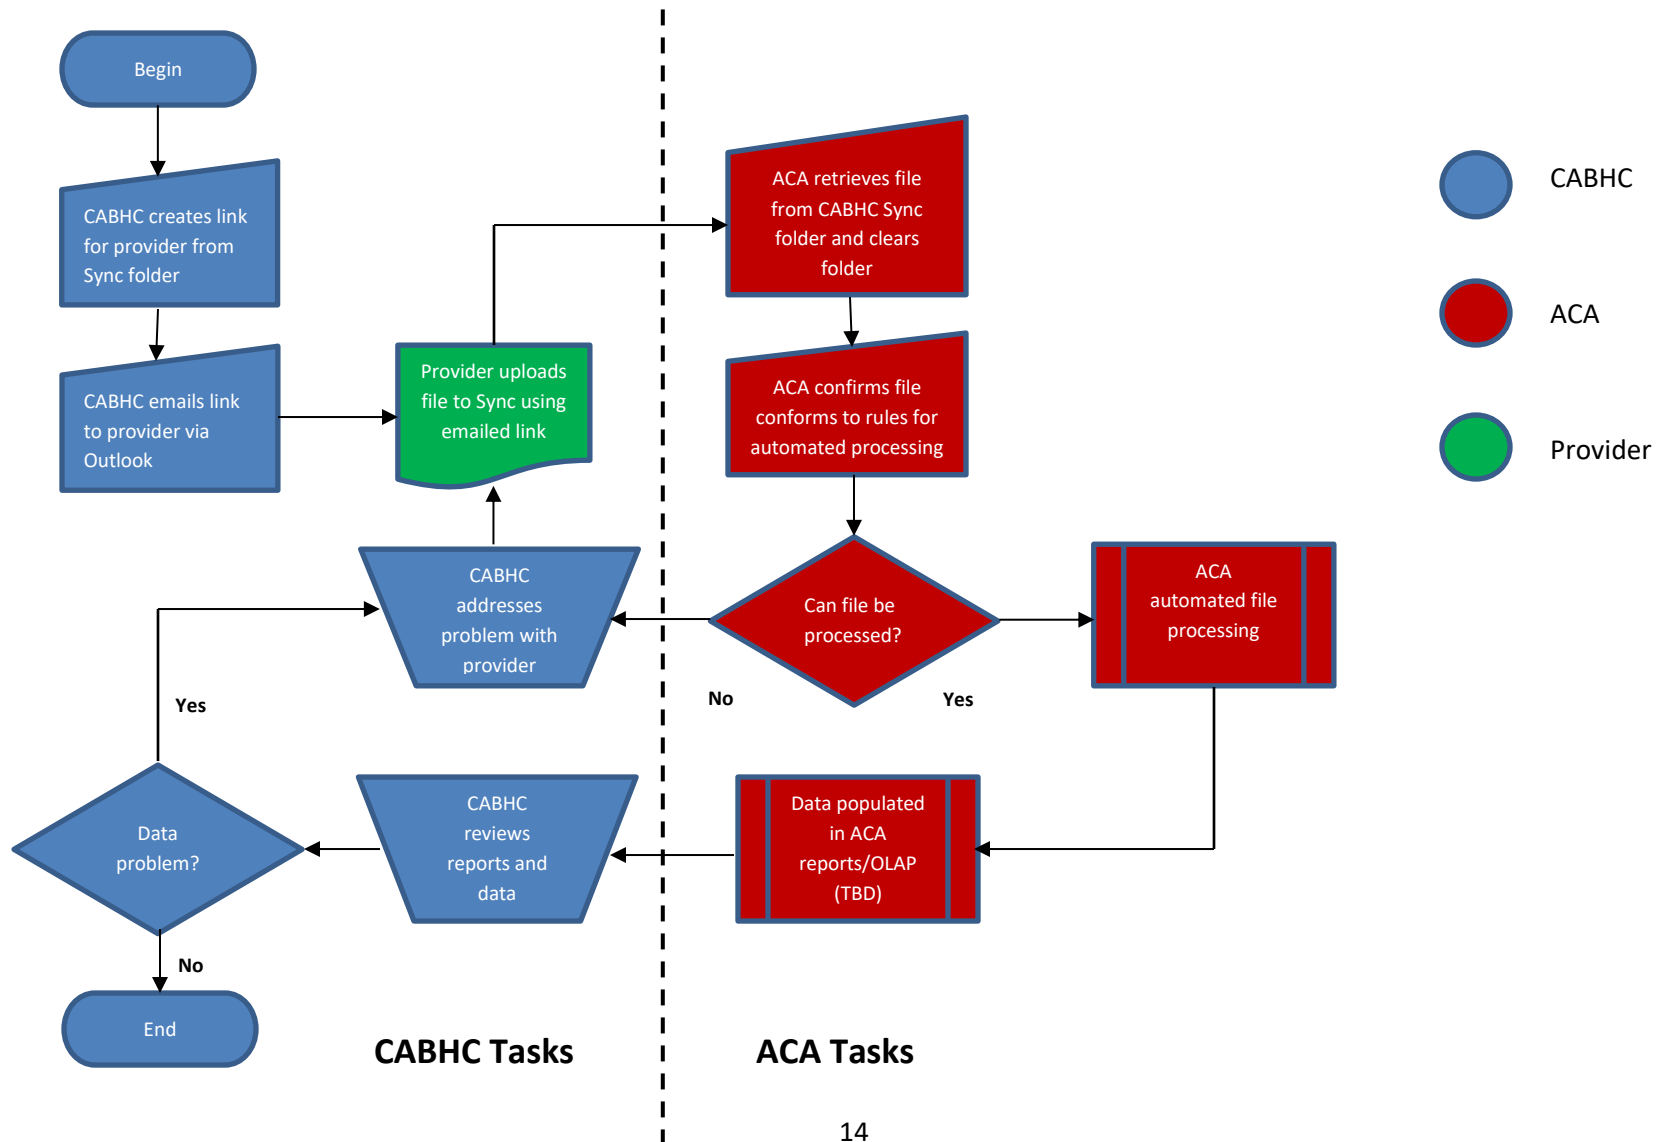 Begin
CABHC creates link
for provider from
Sync folder
CABHC emails link
to provider via
Outlook
Provider uploads
file to Sync using
emailed link
ACA retrieves file
from CABHC Sync
folder and clears
folder
ACA confirms file
conforms to rules for
automated processing
Can file be
processed?
No
Yes
ACA
automated file
processing
CABHC
addresses
problem with
provider
Yes
Data
problem?
CABHC
reviews
reports and
data
Data populated
in ACA
reports/OLAP
(TBD)
No
End
CABHC Tasks
ACA Tasks
CABHC
ACA
Provider
14